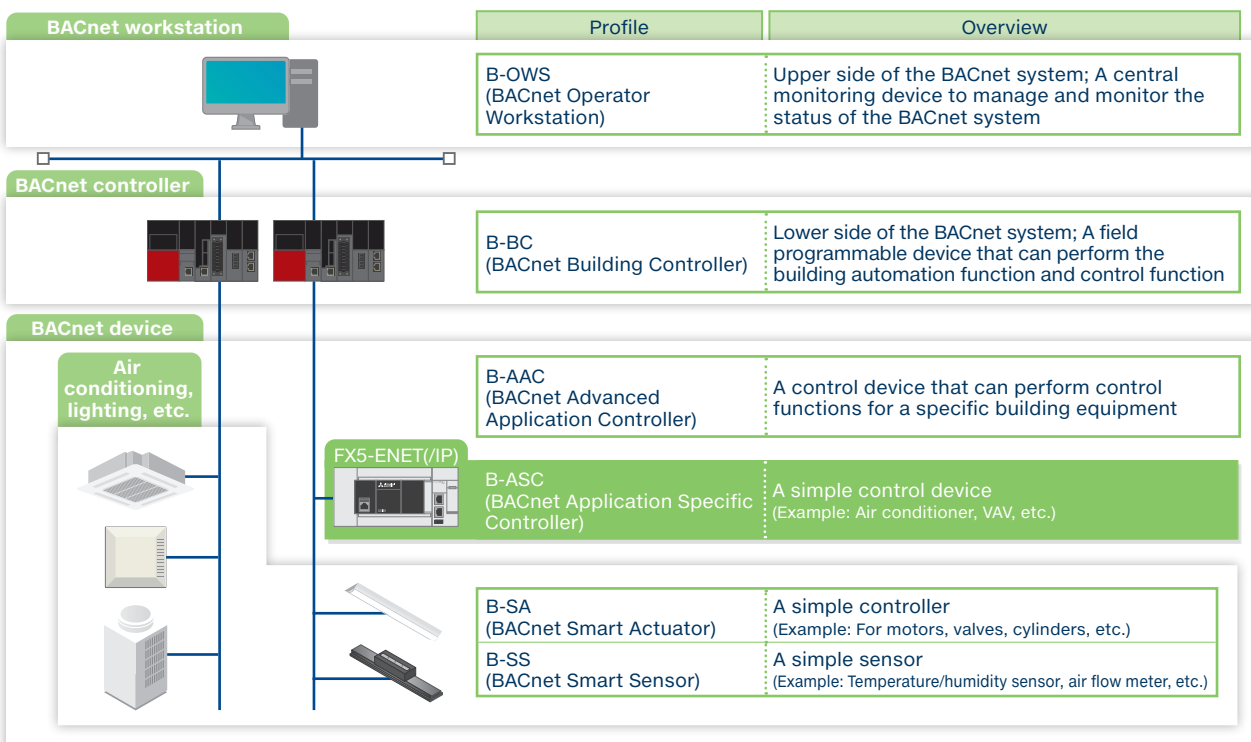 BACnet workstation
Profile
Overview
B-OWS
(BACnet Operator
Workstation)
Upper side of the BACnet system; A central
monitoring device to manage and monitor the
status of the BACnet system
BACnet controller
B-BC
(BACnet Building Controller)
Lower side of the BACnet system; A field
programmable device that can perform the
building automation function and control function
BACnet device
Air
conditioning,
lighting, etc.
B-AAC
(BACnet Advanced
Application Controller)
A control device that can perform control
functions for a specific building equipment
FX5-ENET(/IP)
B-ASC
(BACnet Application Specific
Controller)
A simple control device
(Example: Air conditioner, VAV, etc.)
B-SA
(BACnet Smart Actuator)
A simple controller
(Example: For motors, valves, cylinders, etc.)
B-SS
(BACnet Smart Sensor)
A simple sensor
(Example: Temperature/humidity sensor, air flow meter, etc.)